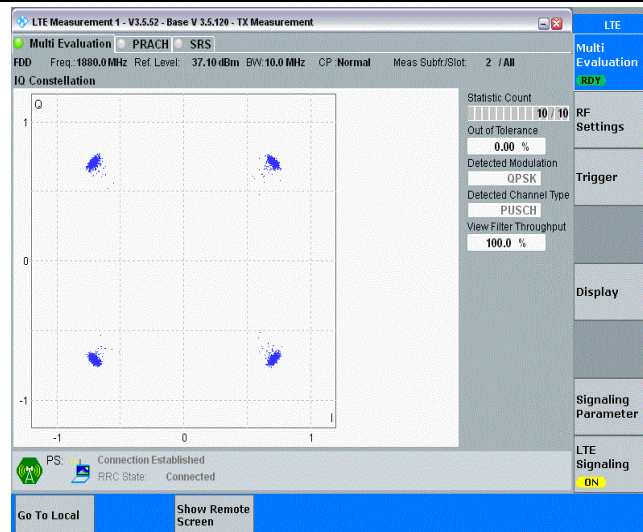 LTE Measurement 1 - V3.5.52 - Base V 3.5.120 - TX Measurement
LTE
Multi Evaluation PRACH SRS
FDD Freq.:1880.0 MHz Ref. Level: 37.10 dBm BW:10.0 MHz CP :Normal Meas Subfr./Slot: 2 / All
IQ Constellation
Multi
Evaluation
RDY
Q
1
0
-1
-1 0 1
I
Statistic Count
10 / 10
Out of Tolerance
0.00 %
Detected Modulation
QPSK
Detected Channel Type
PUSCH
View Filter Throughput
100.0 %
RF
Settings
Trigger
Display
Signaling
Parameter
LTE
Signaling
ON
PS: Connection Established
RRC State: Connected
Go To Local
Show Remote
Screen